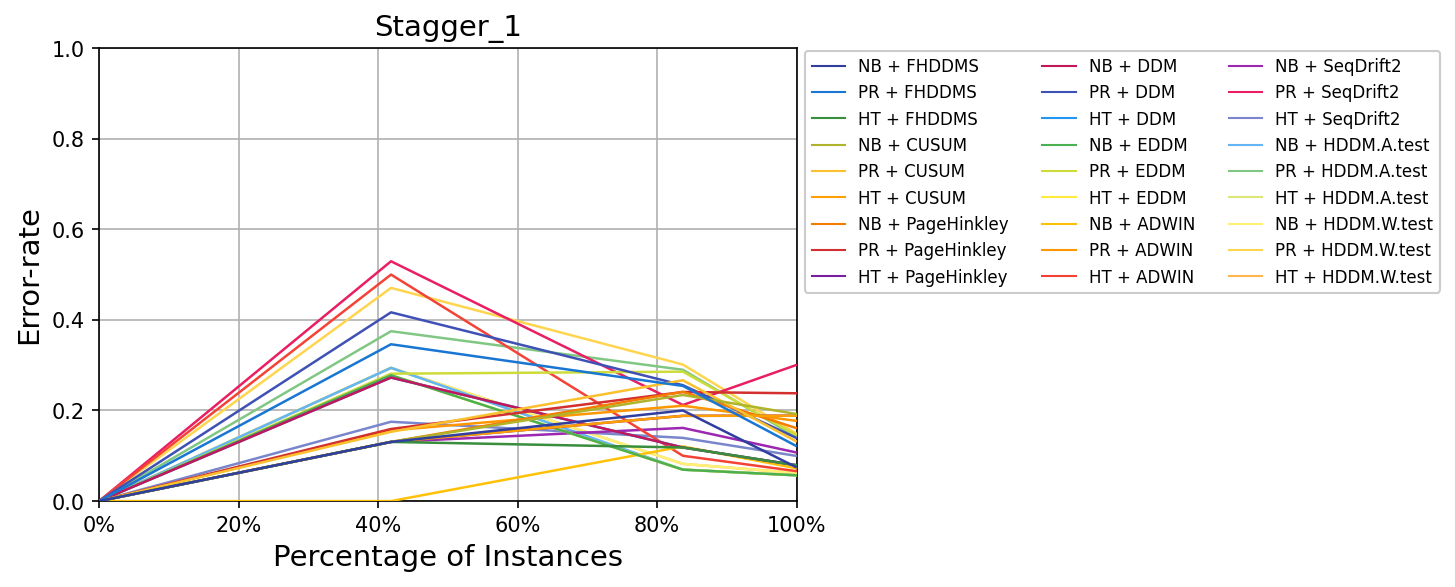 Stagger_1
1.0
0.8
0.6
0.4
0.2
0.0
Error-rate
0% 20% 40% 60% 80% 100%
Percentage of Instances
NB + FHDDMS
PR + FHDDMS
HT + FHDDMS
NB + CUSUM
PR + CUSUM
HT + CUSUM
NB + PageHinkley
PR + PageHinkley
HT + PageHinkley
NB + DDM
PR + DDM
HT + DDM
NB + EDDM
PR + EDDM
HT + EDDM
NB + ADWIN
PR + ADWIN
HT + ADWIN
NB + SeqDrift2
PR + SeqDrift2
HT + SeqDrift2
NB + HDDM.A.test
PR + HDDM.A.test
HT + HDDM.A.test
NB + HDDM.W.test
PR + HDDM.W.test
HT + HDDM.W.test